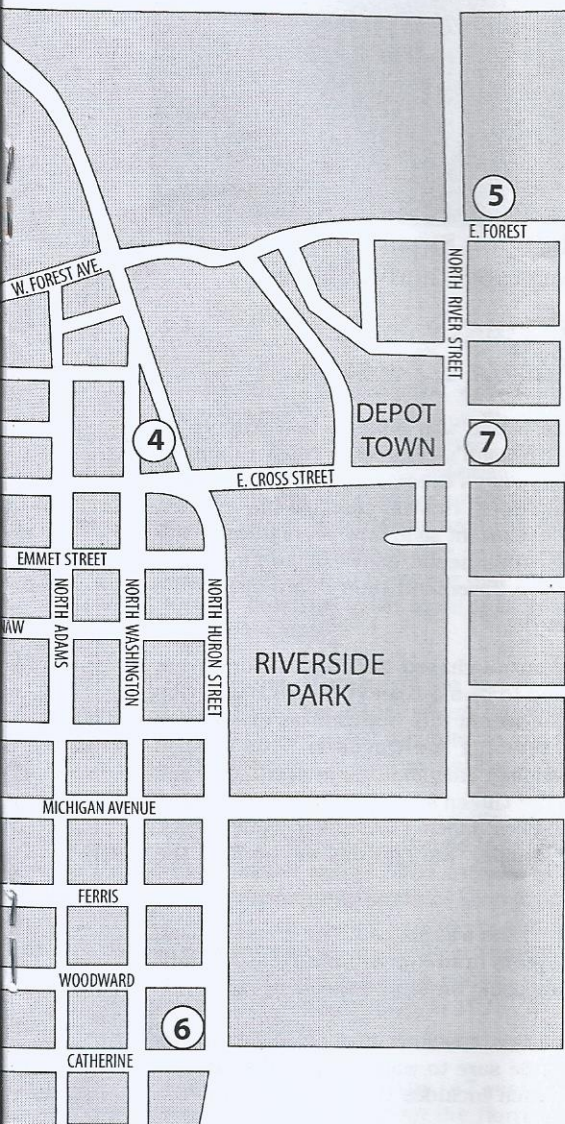 5
E. FOREST
W. FOREST AVE.
NORTH RIVER STREET
DEPOT
TOWN
4
7
E. CROSS STREET
EMMET STREET
NORTH ADAMS
NORTH WASHINGTON
NORTH HURON STREET
RIVERSIDE
PARK
MICHIGAN AVENUE
FERRIS
WOODWARD
6
CATHERINE